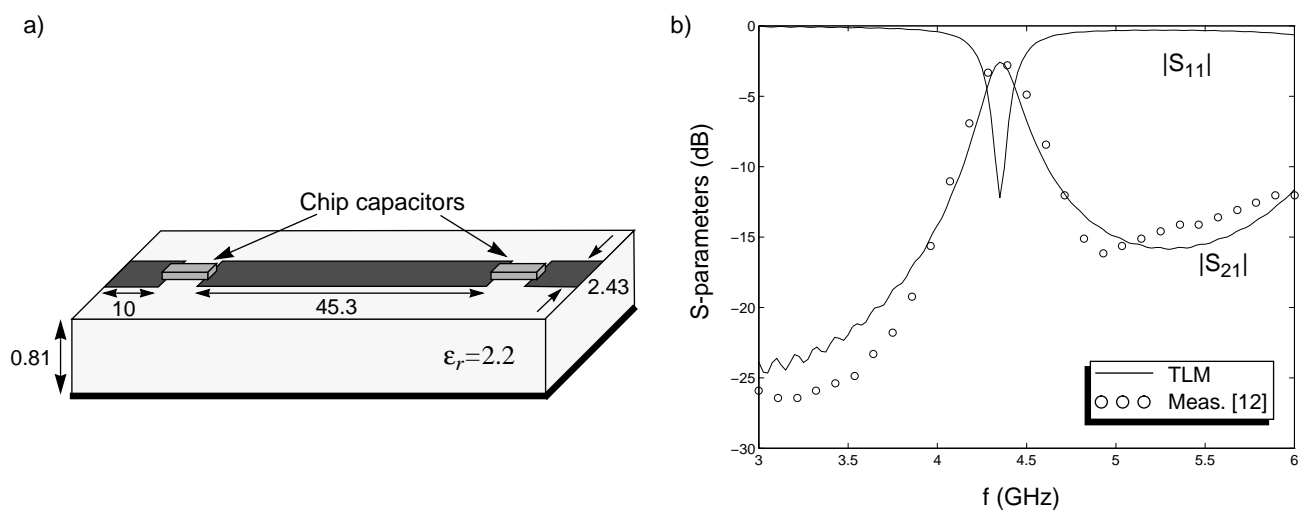 a)
Chip capacitors
10
45.3
2.43
0.81
εr=2.2
b)
0
−5
−10
−15
−20
−25
−30
S-parameters (dB)
|S11|
|S21|
TLM
Meas. [12]
3
3.5
4
4.5
5
5.5
6
f (GHz)